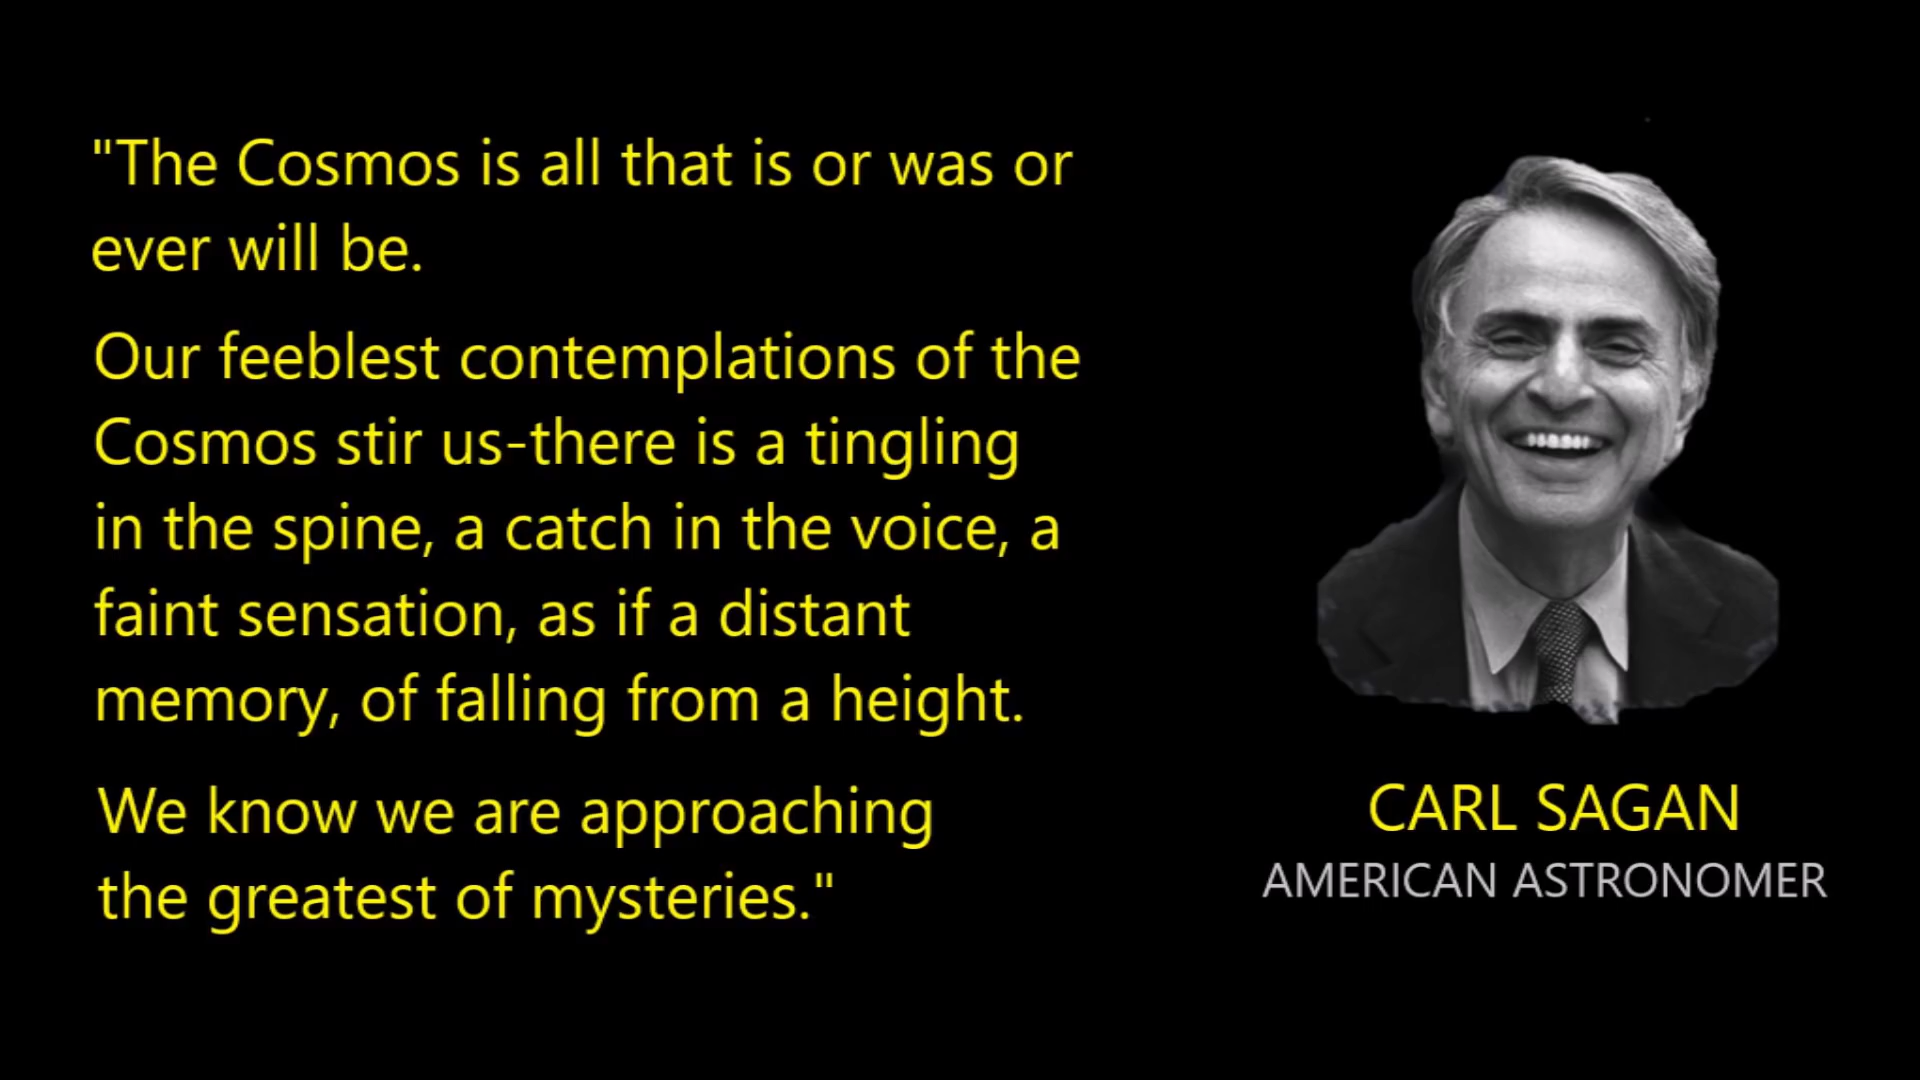 "The Cosmos is all that is or was or
ever will be.
Our feeblest contemplations of the
Cosmos stir us-there is a tingling
in the spine, a catch in the voice, a
faint sensation, as if a distant
memory, of falling from a height.
We know we are approaching
the greatest of mysteries."
CARL SAGAN
AMERICAN ASTRONOMER